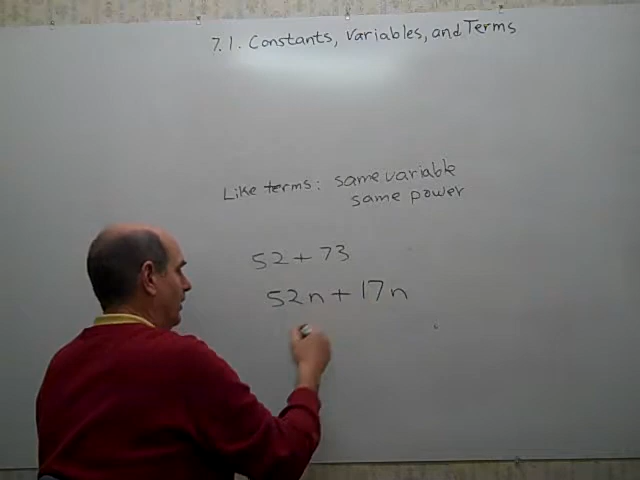 7.1. Constants, Variables, and Terms
Like terms: same variable
same power
52 + 73
52n + 17n